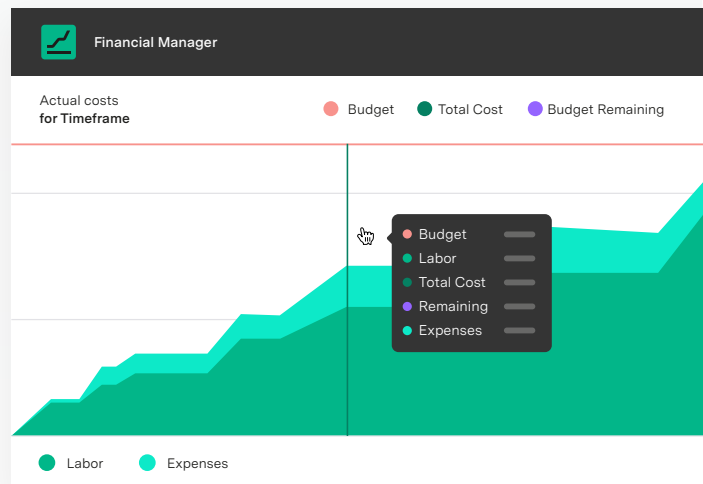 Financial Manager
Actual costs
for Timeframe
Budget
Total Cost
Budget Remaining
Budget
Labor
Total Cost
Remaining
Expenses
Labor
Expenses